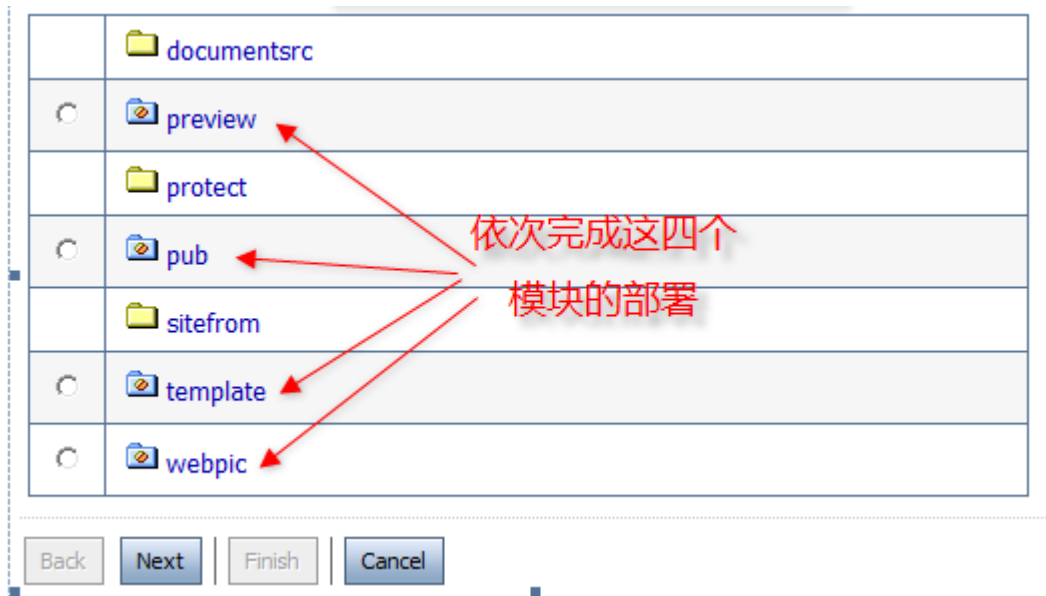 documentsrc
preview
protect
pub
依次完成这四个
模块的部署
sitefrom
template
webpic
Back Next Finish Cancel